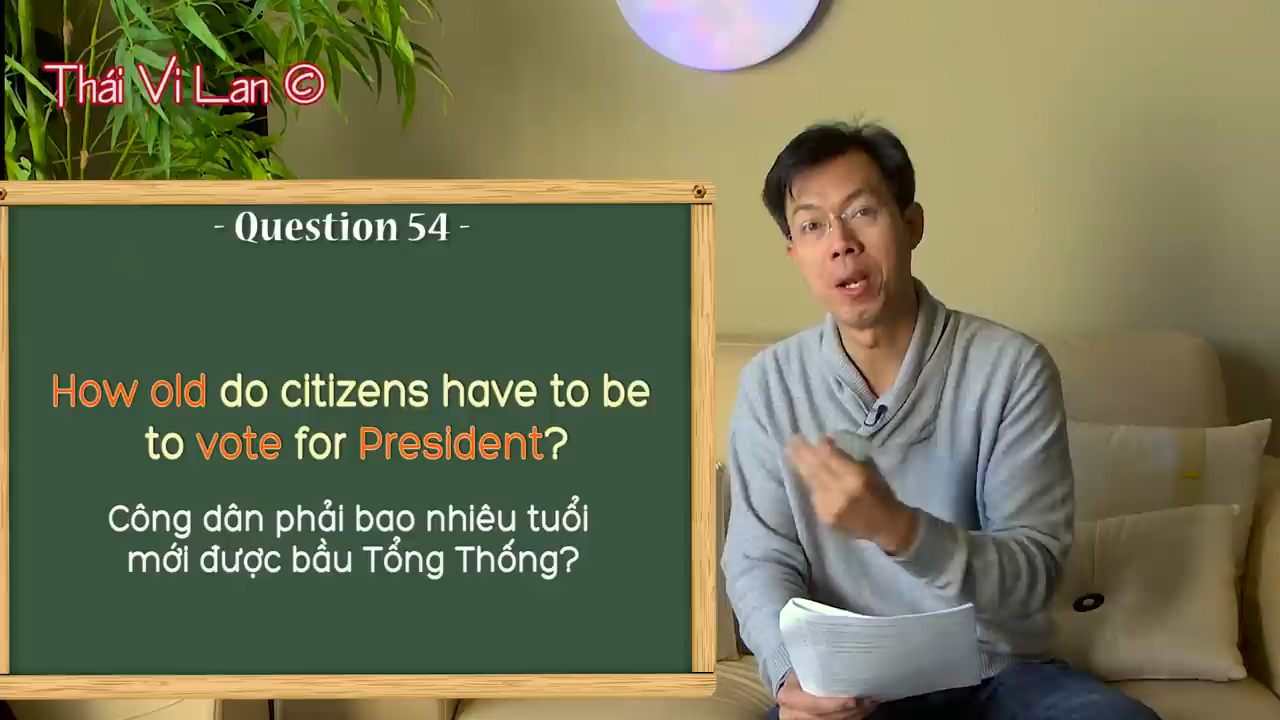 Thái Vi Lan ©
- Question 54 -
How old do citizens have to be
to vote for President?
Công dân phải bao nhiêu tuổi
mới được bầu Tổng Thống?